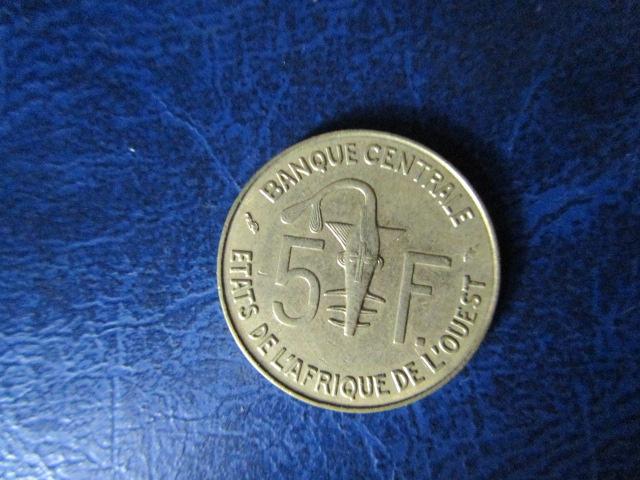 BANQUE CENTRALE
5 F.
ETATS DE L'AFRIQUE DE L'OUEST